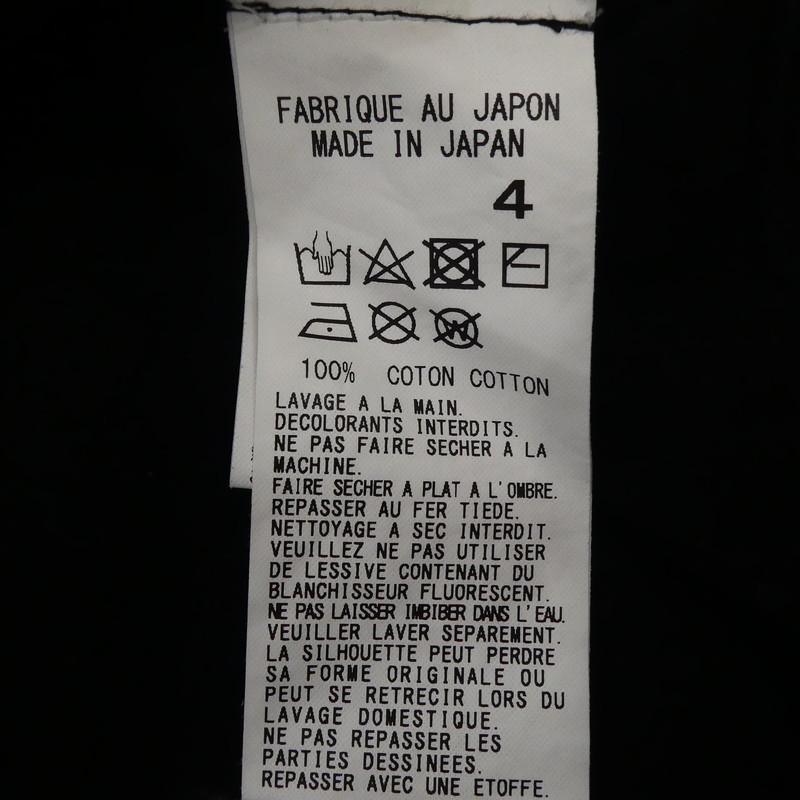 FABRIQUE AU JAPON
MADE IN JAPAN
4
100% COTON COTTON
LAVAGE A LA MAIN.
DECOLORANTS INTERDITS.
NE PAS FAIRE SECHER A LA
MACHINE.
FAIRE SECHER A PLAT A L'OMBRE.
REPASSER AU FER TIEDE.
NETTOYAGE A SEC INTERDIT.
VEUILLEZ NE PAS UTILISER
DE LESSIVE CONTENANT DU
BLANCHISSEUR FLUORESCENT.
NE PAS LAISSER IMBIBER DANS L'EAU.
VEUILLER LAVER SEPAREMENT.
LA SILHOUETTE PEUT PERDRE
SA FORME ORIGINALE OU
PEUT SE RETRECIR LORS DU
LAVAGE DOMESTIQUE.
NE PAS REPASSER LES
PARTIES DESSINEES.
REPASSER AVEC UNE ETOFFE.